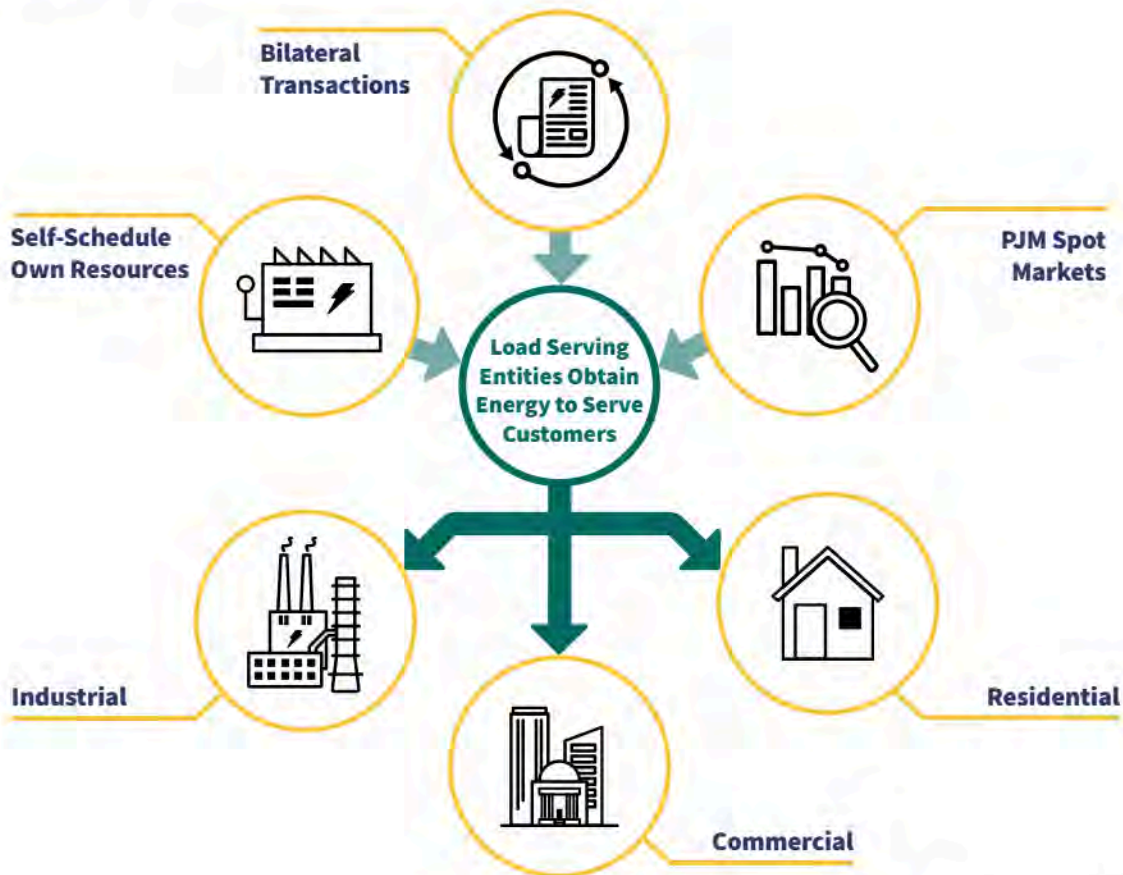 Bilateral
Transactions
Self-Schedule
Own Resources
PJM Spot
Markets
Load Serving
Entities Obtain
Energy to Serve
Customers
Industrial
Residential
Commercial